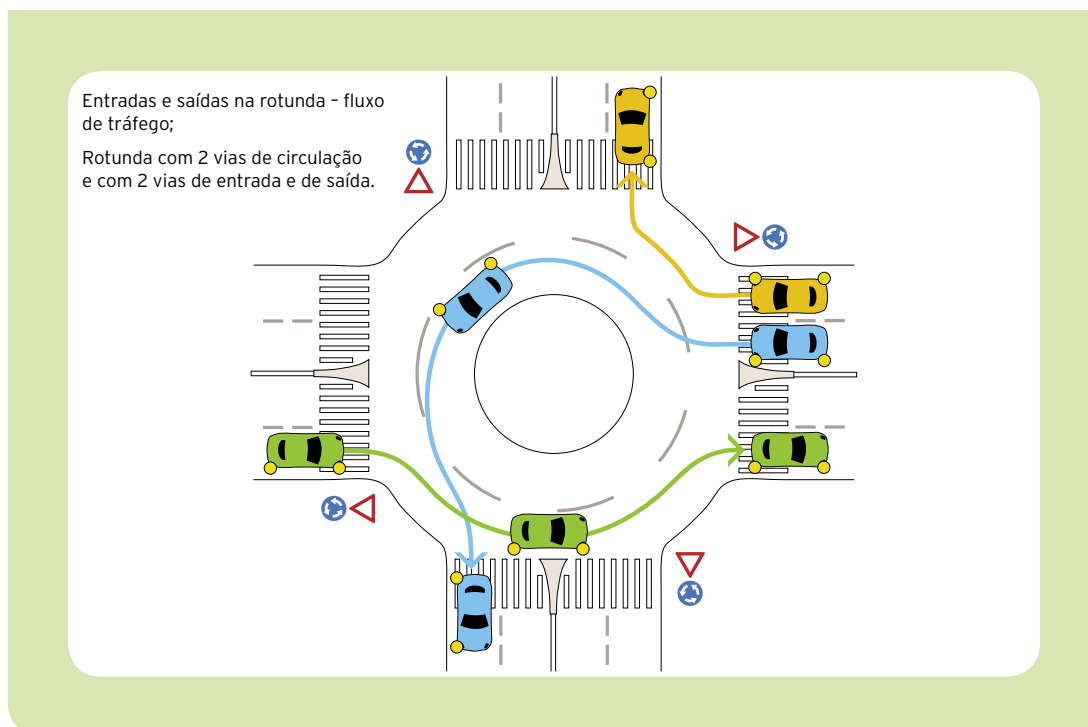 Entradas e saídas na rotunda – fluxo
de tráfego;
Rotunda com 2 vias de circulação
e com 2 vias de entrada e de saída.